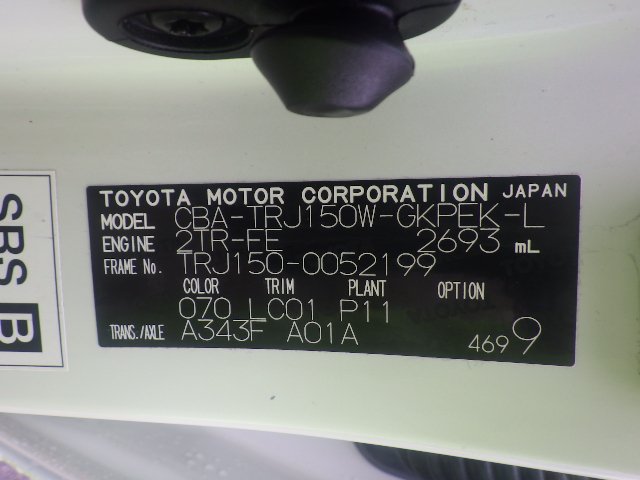 TOYOTA MOTOR CORPORATION JAPAN
MODEL CBA-TRJ150W-GKPEK-L
ENGINE 2TR-FE 2693 mL
FRAME No. TRJ150-0052199
COLOR TRIM PLANT OPTION
070 LC01 P11
TRANS./AXLE A343F A01A
4699
SRS B